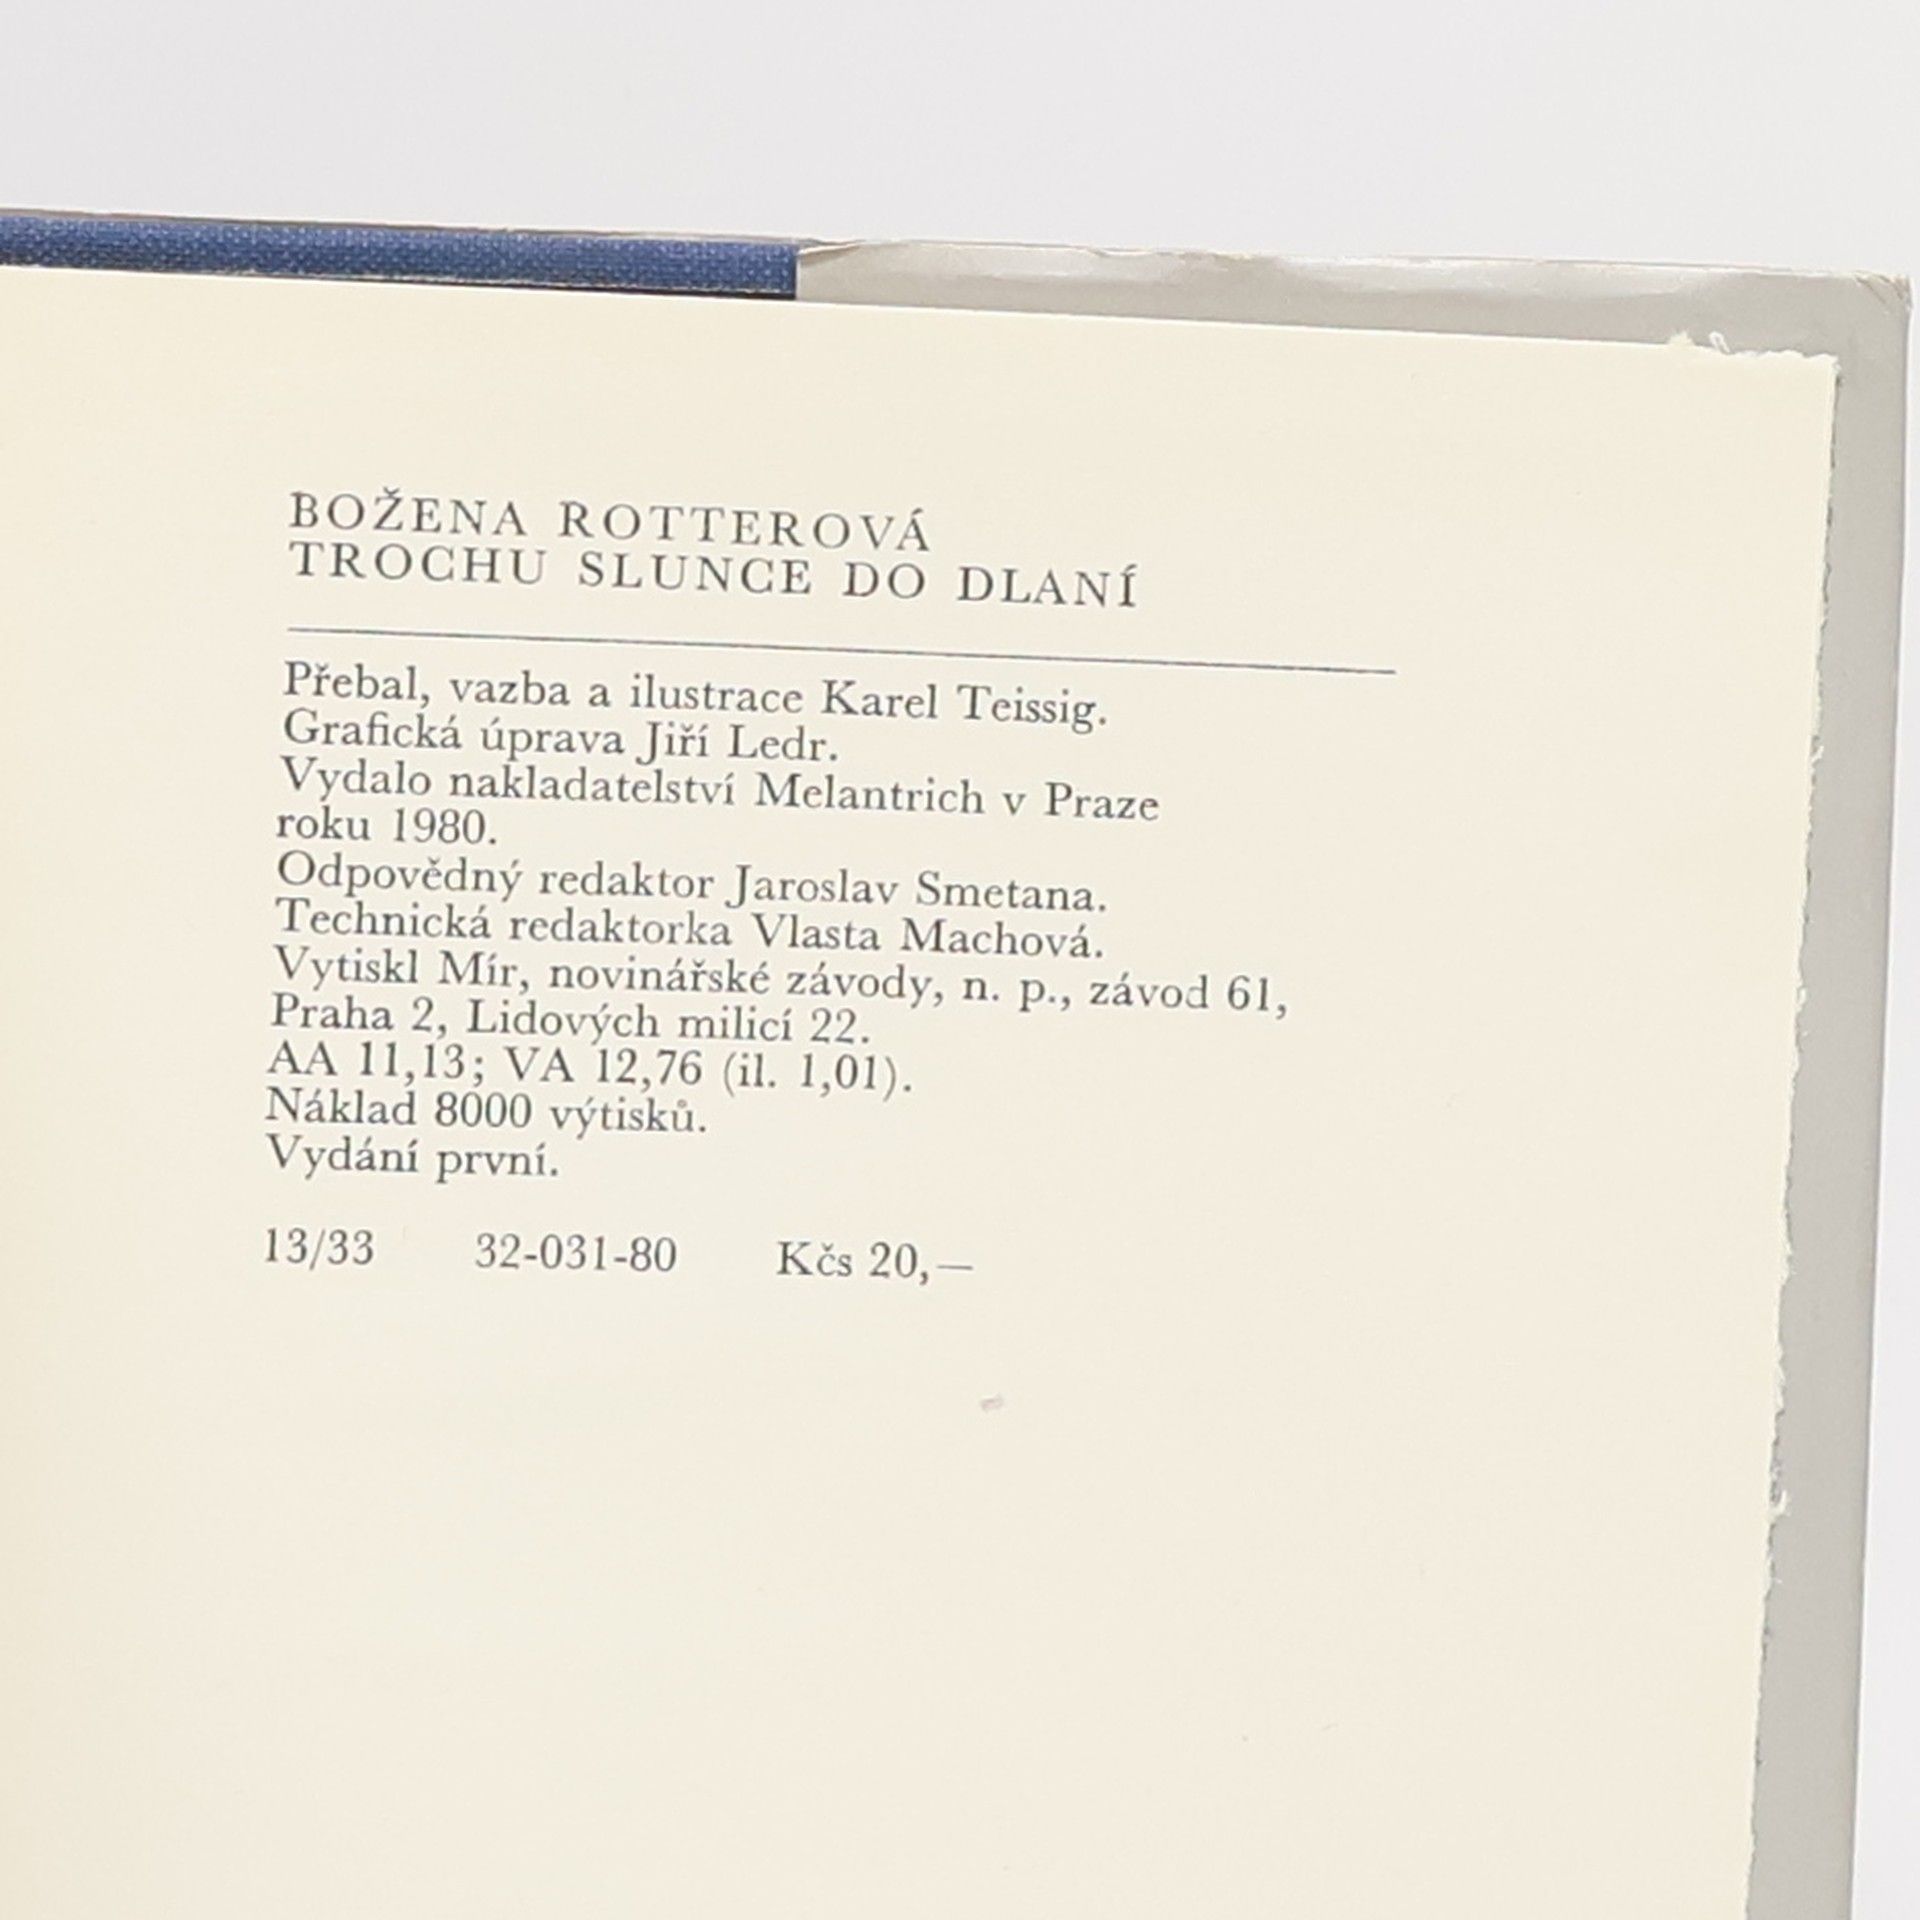 BOŽENA ROTTEROVÁ
TROCHU SLUNCE DO DLANÍ
Přebal, vazba a ilustrace Karel Teissig.
Grafická úprava Jiří Ledr.
Vydalo nakladatelství Melantrich v Praze
roku 1980.
Odpovědný redaktor Jaroslav Smetana.
Technická redaktorka Vlasta Machová.
Vytiskl Mír, novinářské závody, n. p., závod 61,
Praha 2, Lidových milicí 22.
AA 11,13; VA 12,76 (il. 1,01).
Náklad 8000 výtisků.
Vydání první.
13/33 32-031-80 Kčs 20,—